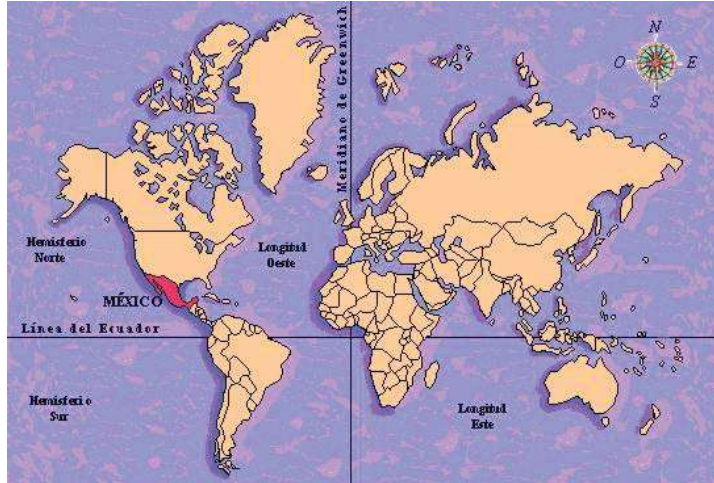 N
O
E
S
Meridiano de Greenwich
Hemisferio
Norte
Longitud
Oeste
MÉXICO
Línea del Ecuador
Hemisferio
Sur
Longitud
Este